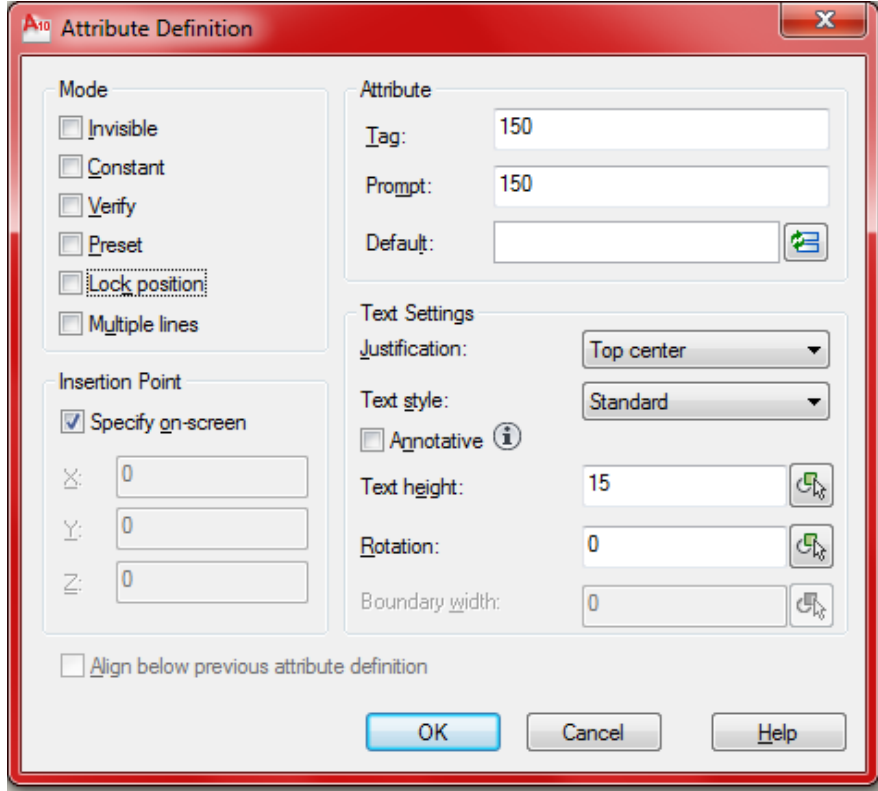 A10 Attribute Definition
Mode
Invisible
Constant
Verify
Preset
Lock position
Multiple lines
Insertion Point
Specify on-screen
X: 0
Y: 0
Z: 0
Attribute
Tag: 150
Prompt: 150
Default:
Text Settings
Justification: Top center
Text style: Standard
Annotative i
Text height: 15
Rotation: 0
Boundary width: 0
Align below previous attribute definition
OK Cancel Help